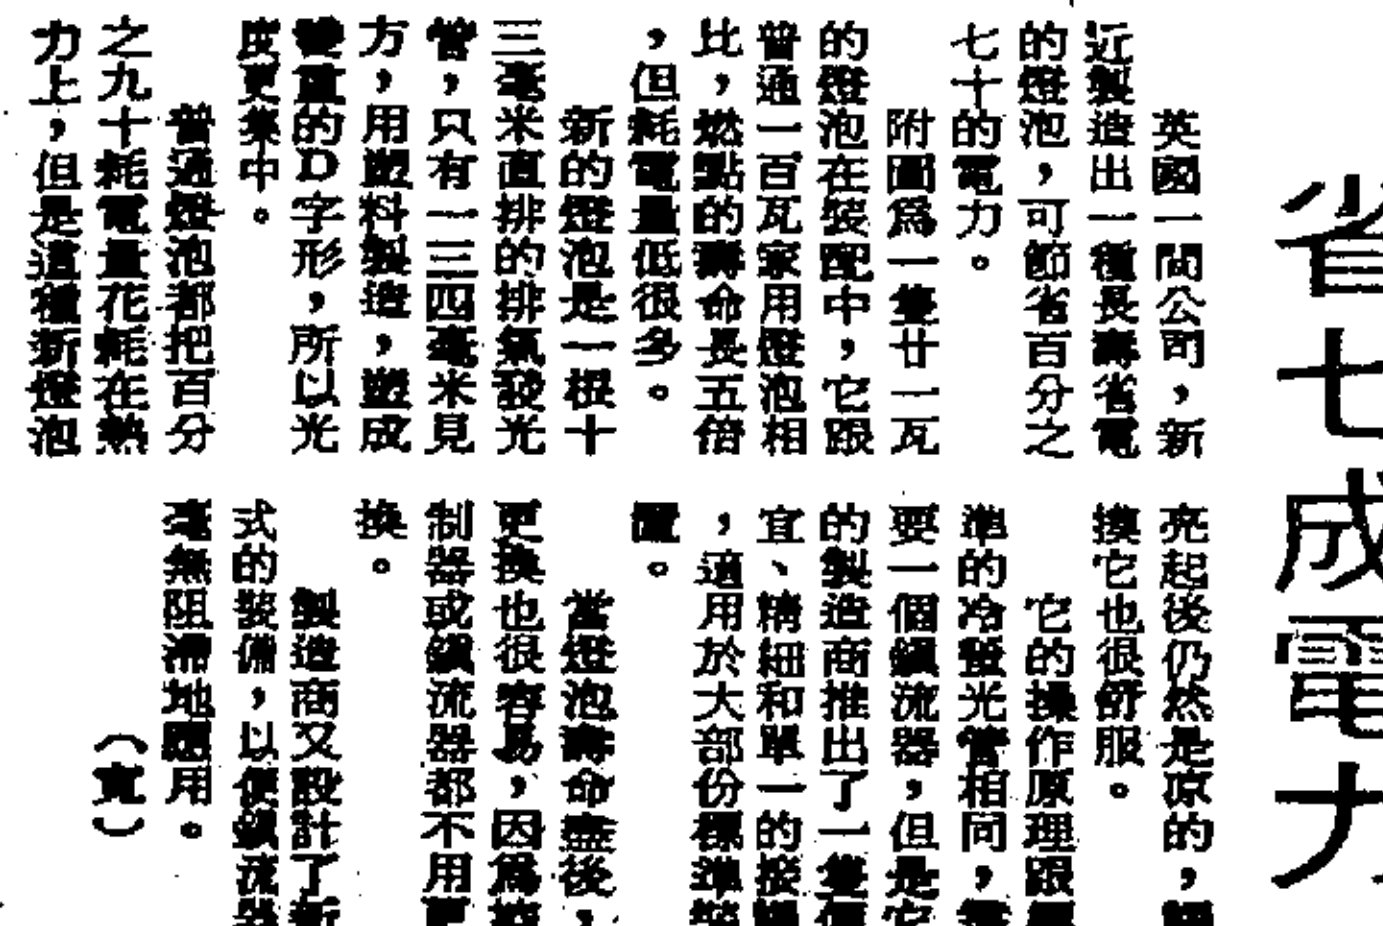 省七成電力
英國一間公司，新
近製造出一種長壽省電
的燈泡，可節省百分之
七十的電力。
附圖爲一隻廿一瓦
的燈泡在裝配中，它跟
普通一百瓦家用燈泡相
比，燃點的壽命長五倍
，但耗電量低很多。
新的燈泡是一根十
三毫米直排的排氣發光
管，只有一三四毫米見
方，用塑料製造，塑成
雙重的D字形，所以光
度更集中。
普通燈泡都把百分
之九十耗電量花耗在熱
力上，但是這種新燈泡
亮起後仍然是凉的，
摸它也很舒服。
它的操作原理跟
準的冷螢光管相同，
要一個鎮流器，但是它
的製造商推出了一隻
宜、精細和單一的接
，適用於大部份標準裝
置。
當燈泡壽命盡後，
更換也很容易，因爲
制器或鎮流器都不用更
換。
製造商又設計了新
式的裝備，以便鎮流器
毫無阻滯地應用。
（寬）